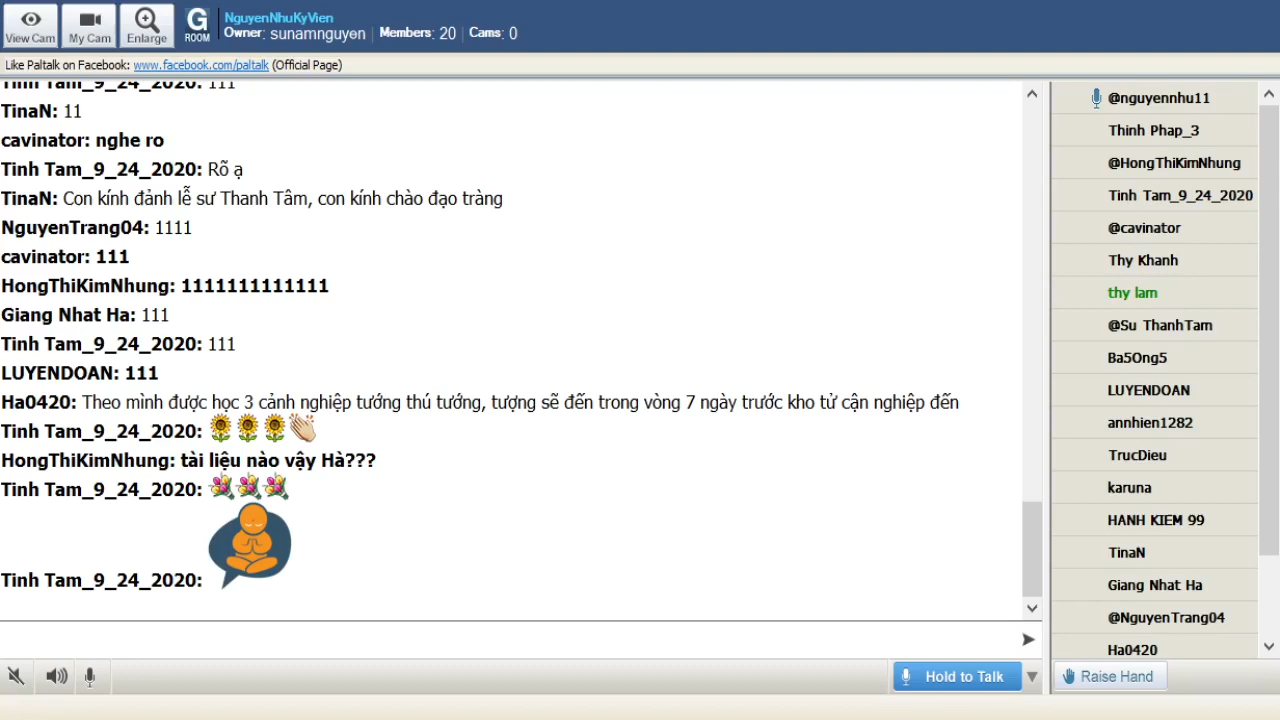 View Cam
My Cam
Enlarge
G
ROOM
NguyenNhuKyVien
Owner: sunamnguyen | Members: 20 | Cams: 0
Like Paltalk on Facebook: www.facebook.com/paltalk (Official Page)
Tinh Tam_9_24_2020: 111
TinaN: 11
cavinator: nghe ro
Tinh Tam_9_24_2020: Rõ ạ
TinaN: Con kính đảnh lễ sư Thanh Tâm, con kính chào đạo tràng
NguyenTrang04: 1111
cavinator: 111
HongThiKimNhung: 1111111111111
Giang Nhat Ha: 111
Tinh Tam_9_24_2020: 111
LUYENDOAN: 111
Ha0420: Theo mình được học 3 cảnh nghiệp tướng thú tướng, tượng sẽ đến trong vòng 7 ngày trước kho tử cận nghiệp đến
Tinh Tam_9_24_2020:
HongThiKimNhung: tài liệu nào vậy Hà???
Tinh Tam_9_24_2020:
Tinh Tam_9_24_2020:
@nguyennhu11
Thinh Phap_3
@HongThiKimNhung
Tinh Tam_9_24_2020
@cavinator
Thy Khanh
thy lam
@Su ThanhTam
Ba5Ong5
LUYENDOAN
annhien1282
TrucDieu
karuna
HANH KIEM 99
TinaN
Giang Nhat Ha
@NguyenTrang04
Ha0420
Hold to Talk
Raise Hand